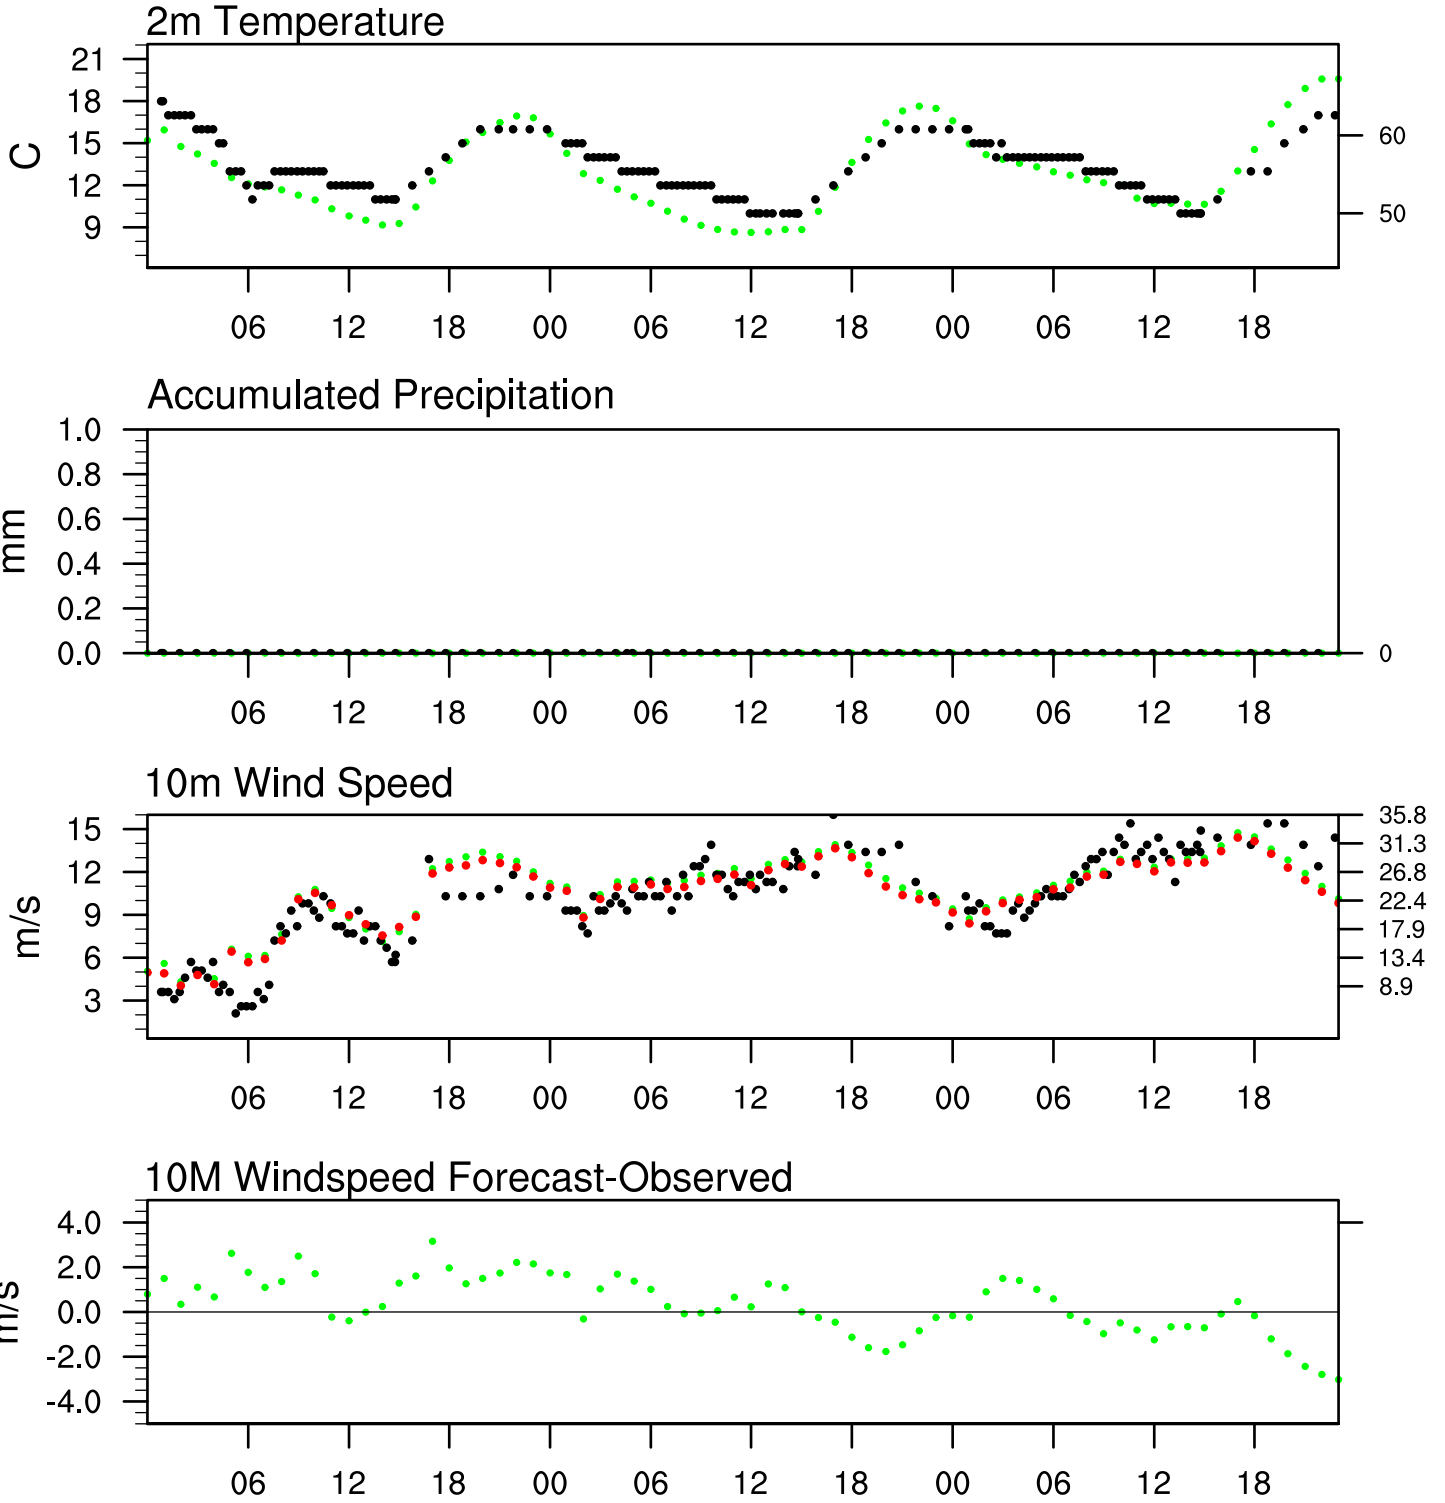 2m Temperature
21
18
15
12
9
C
60
50
06 12 18 00 06 12 18 00 06 12 18
Accumulated Precipitation
1.0
0.8
0.6
0.4
0.2
0.0
mm
0
06 12 18 00 06 12 18 00 06 12 18
10m Wind Speed
15
12
9
6
3
m/s
35.8
31.3
26.8
22.4
17.9
13.4
8.9
06 12 18 00 06 12 18 00 06 12 18
10M Windspeed Forecast-Observed
4.0
2.0
0.0
-2.0
-4.0
m/s
06 12 18 00 06 12 18 00 06 12 18